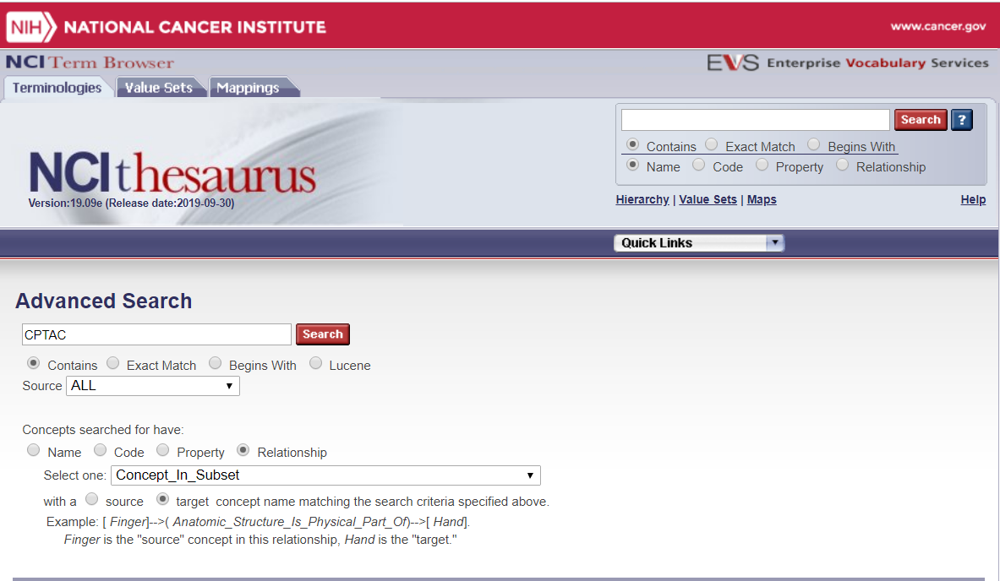 NIH NATIONAL CANCER INSTITUTE www.cancer.gov
NCI Term Browser EVS Enterprise Vocabulary Services
Terminologies Value Sets Mappings
Search ?
Contains Exact Match Begins With
Name Code Property Relationship
NCIthesaurus
Version:19.09e (Release date:2019-09-30)
Hierarchy | Value Sets | Maps Help
Quick Links
Advanced Search
CPTAC Search
Contains Exact Match Begins With Lucene
Source ALL
Concepts searched for have:
Name Code Property Relationship
Select one: Concept_In_Subset
with a source target concept name matching the search criteria specified above.
Example: [ Finger]-->( Anatomic_Structure_Is_Physical_Part_Of)-->[ Hand].
Finger is the "source" concept in this relationship, Hand is the "target."